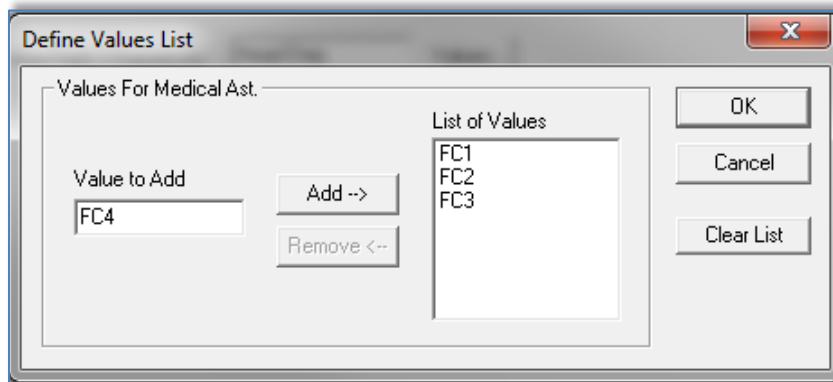 Define Values List
Values For Medical Ast.
List of Values
FC1
FC2
FC3
Value to Add
FC4
Add -->
Remove <--
OK
Cancel
Clear List